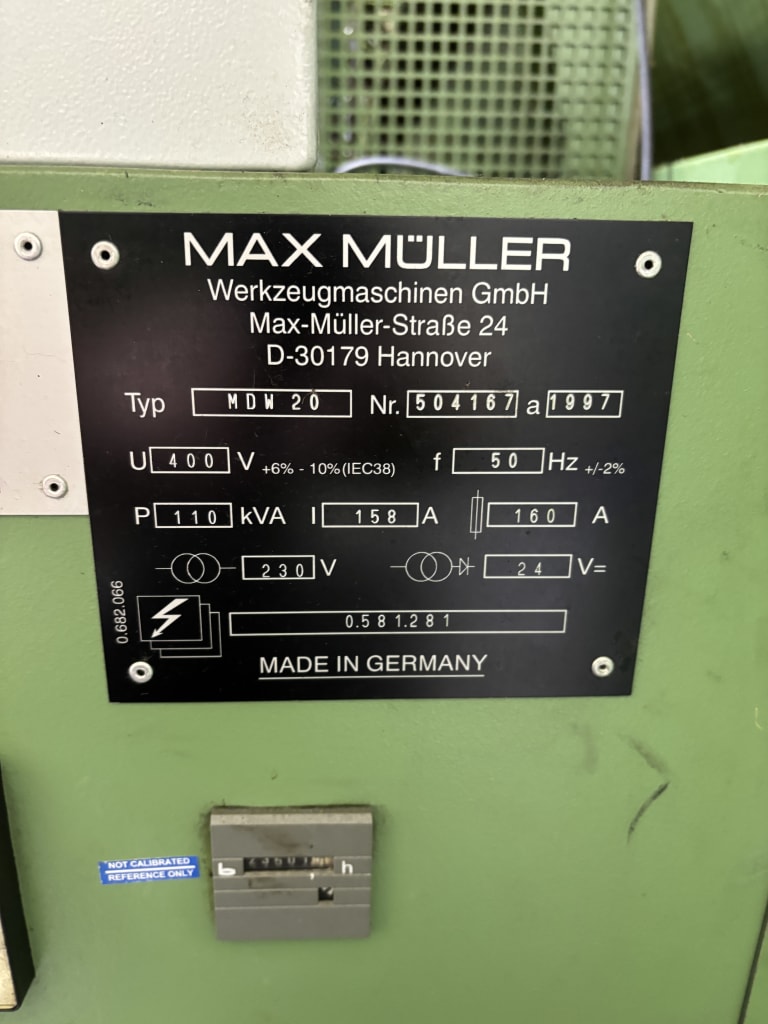 MAX MÜLLER
Werkzeugmaschinen GmbH
Max-Müller-Straße 24
D-30179 Hannover
Typ MDW 20 Nr. 504167 a 1997
U 400 V +6% - 10%(IEC38) f 50 Hz +/-2%
P 110 kVA I 158 A 160 A
230 V 24 V=
0.682.066
0.581.281
MADE IN GERMANY
NOT CALIBRATED
REFERENCE ONLY
h